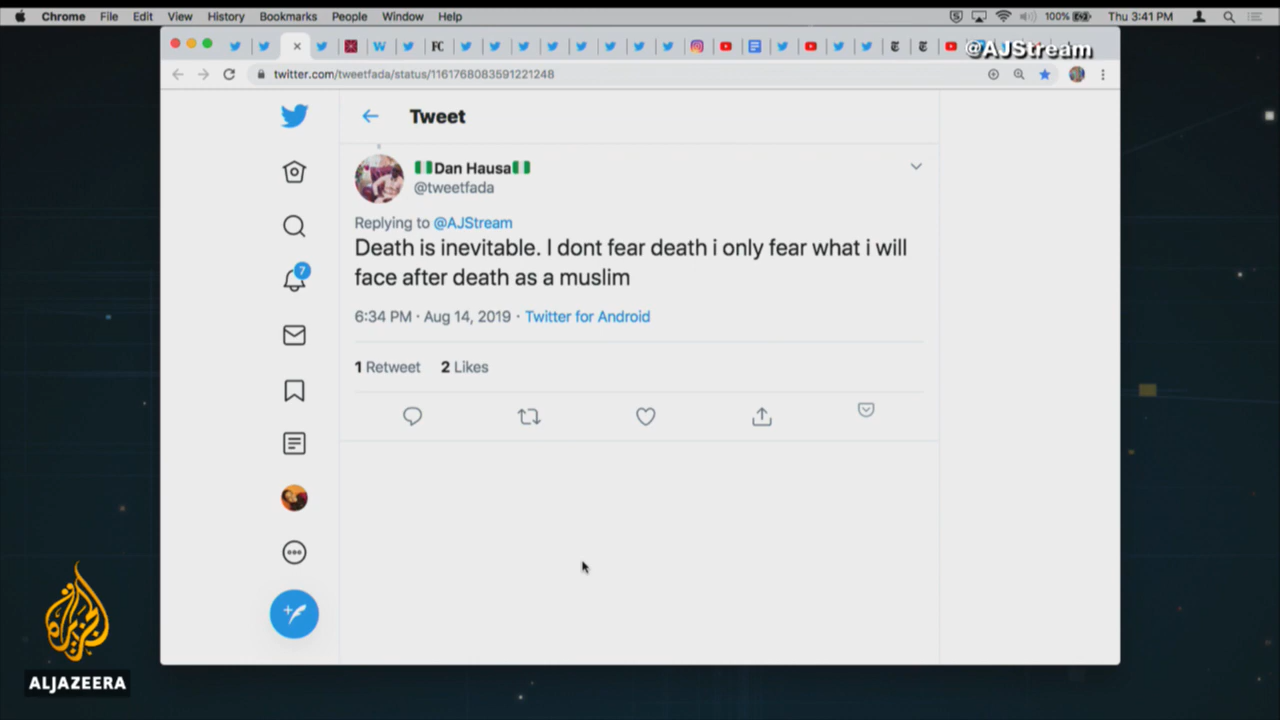 Chrome File Edit View History Bookmarks People Window Help 100% Thu 3:41 PM
W FC @AJStream
twitter.com/tweetfada/status/1161768083591221248
Tweet
Dan Hausa
@tweetfada
Replying to @AJStream
Death is inevitable. I dont fear death i only fear what i will
face after death as a muslim
7
6:34 PM · Aug 14, 2019 · Twitter for Android
1 Retweet 2 Likes
الجزيرة
ALJAZEERA